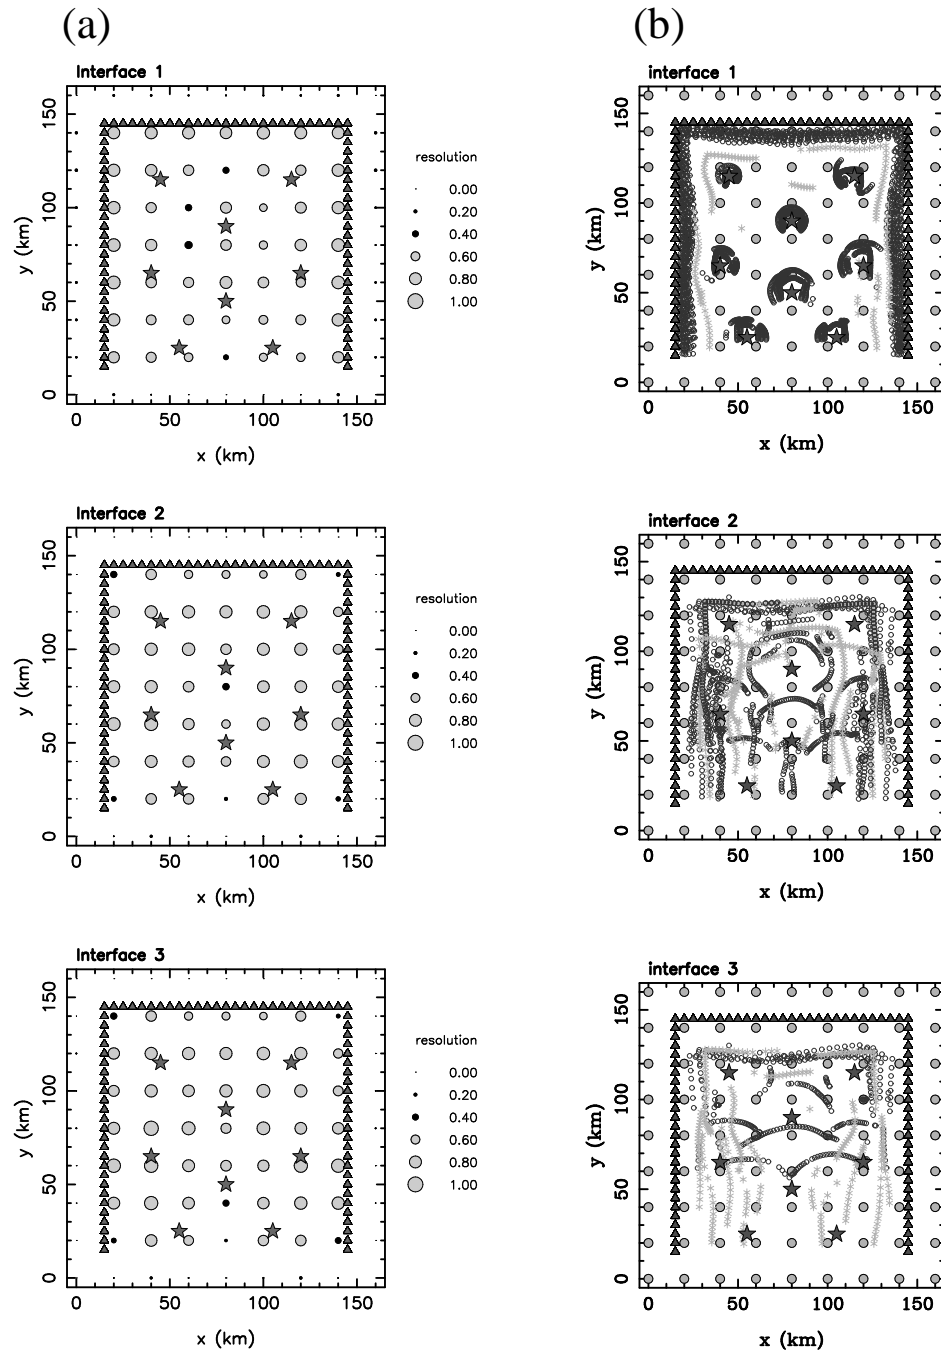 (a)
(b)
Interface 1
y (km)
150
100
50
0
0 50 100 150
x (km)
resolution
0.00
0.20
0.40
0.60
0.80
1.00
interface 1
y (km)
150
100
50
0
0 50 100 150
x (km)
Interface 2
y (km)
150
100
50
0
0 50 100 150
x (km)
resolution
0.00
0.20
0.40
0.60
0.80
1.00
interface 2
y (km)
150
100
50
0
0 50 100 150
x (km)
Interface 3
y (km)
150
100
50
0
0 50 100 150
x (km)
resolution
0.00
0.20
0.40
0.60
0.80
1.00
interface 3
y (km)
150
100
50
0
0 50 100 150
x (km)